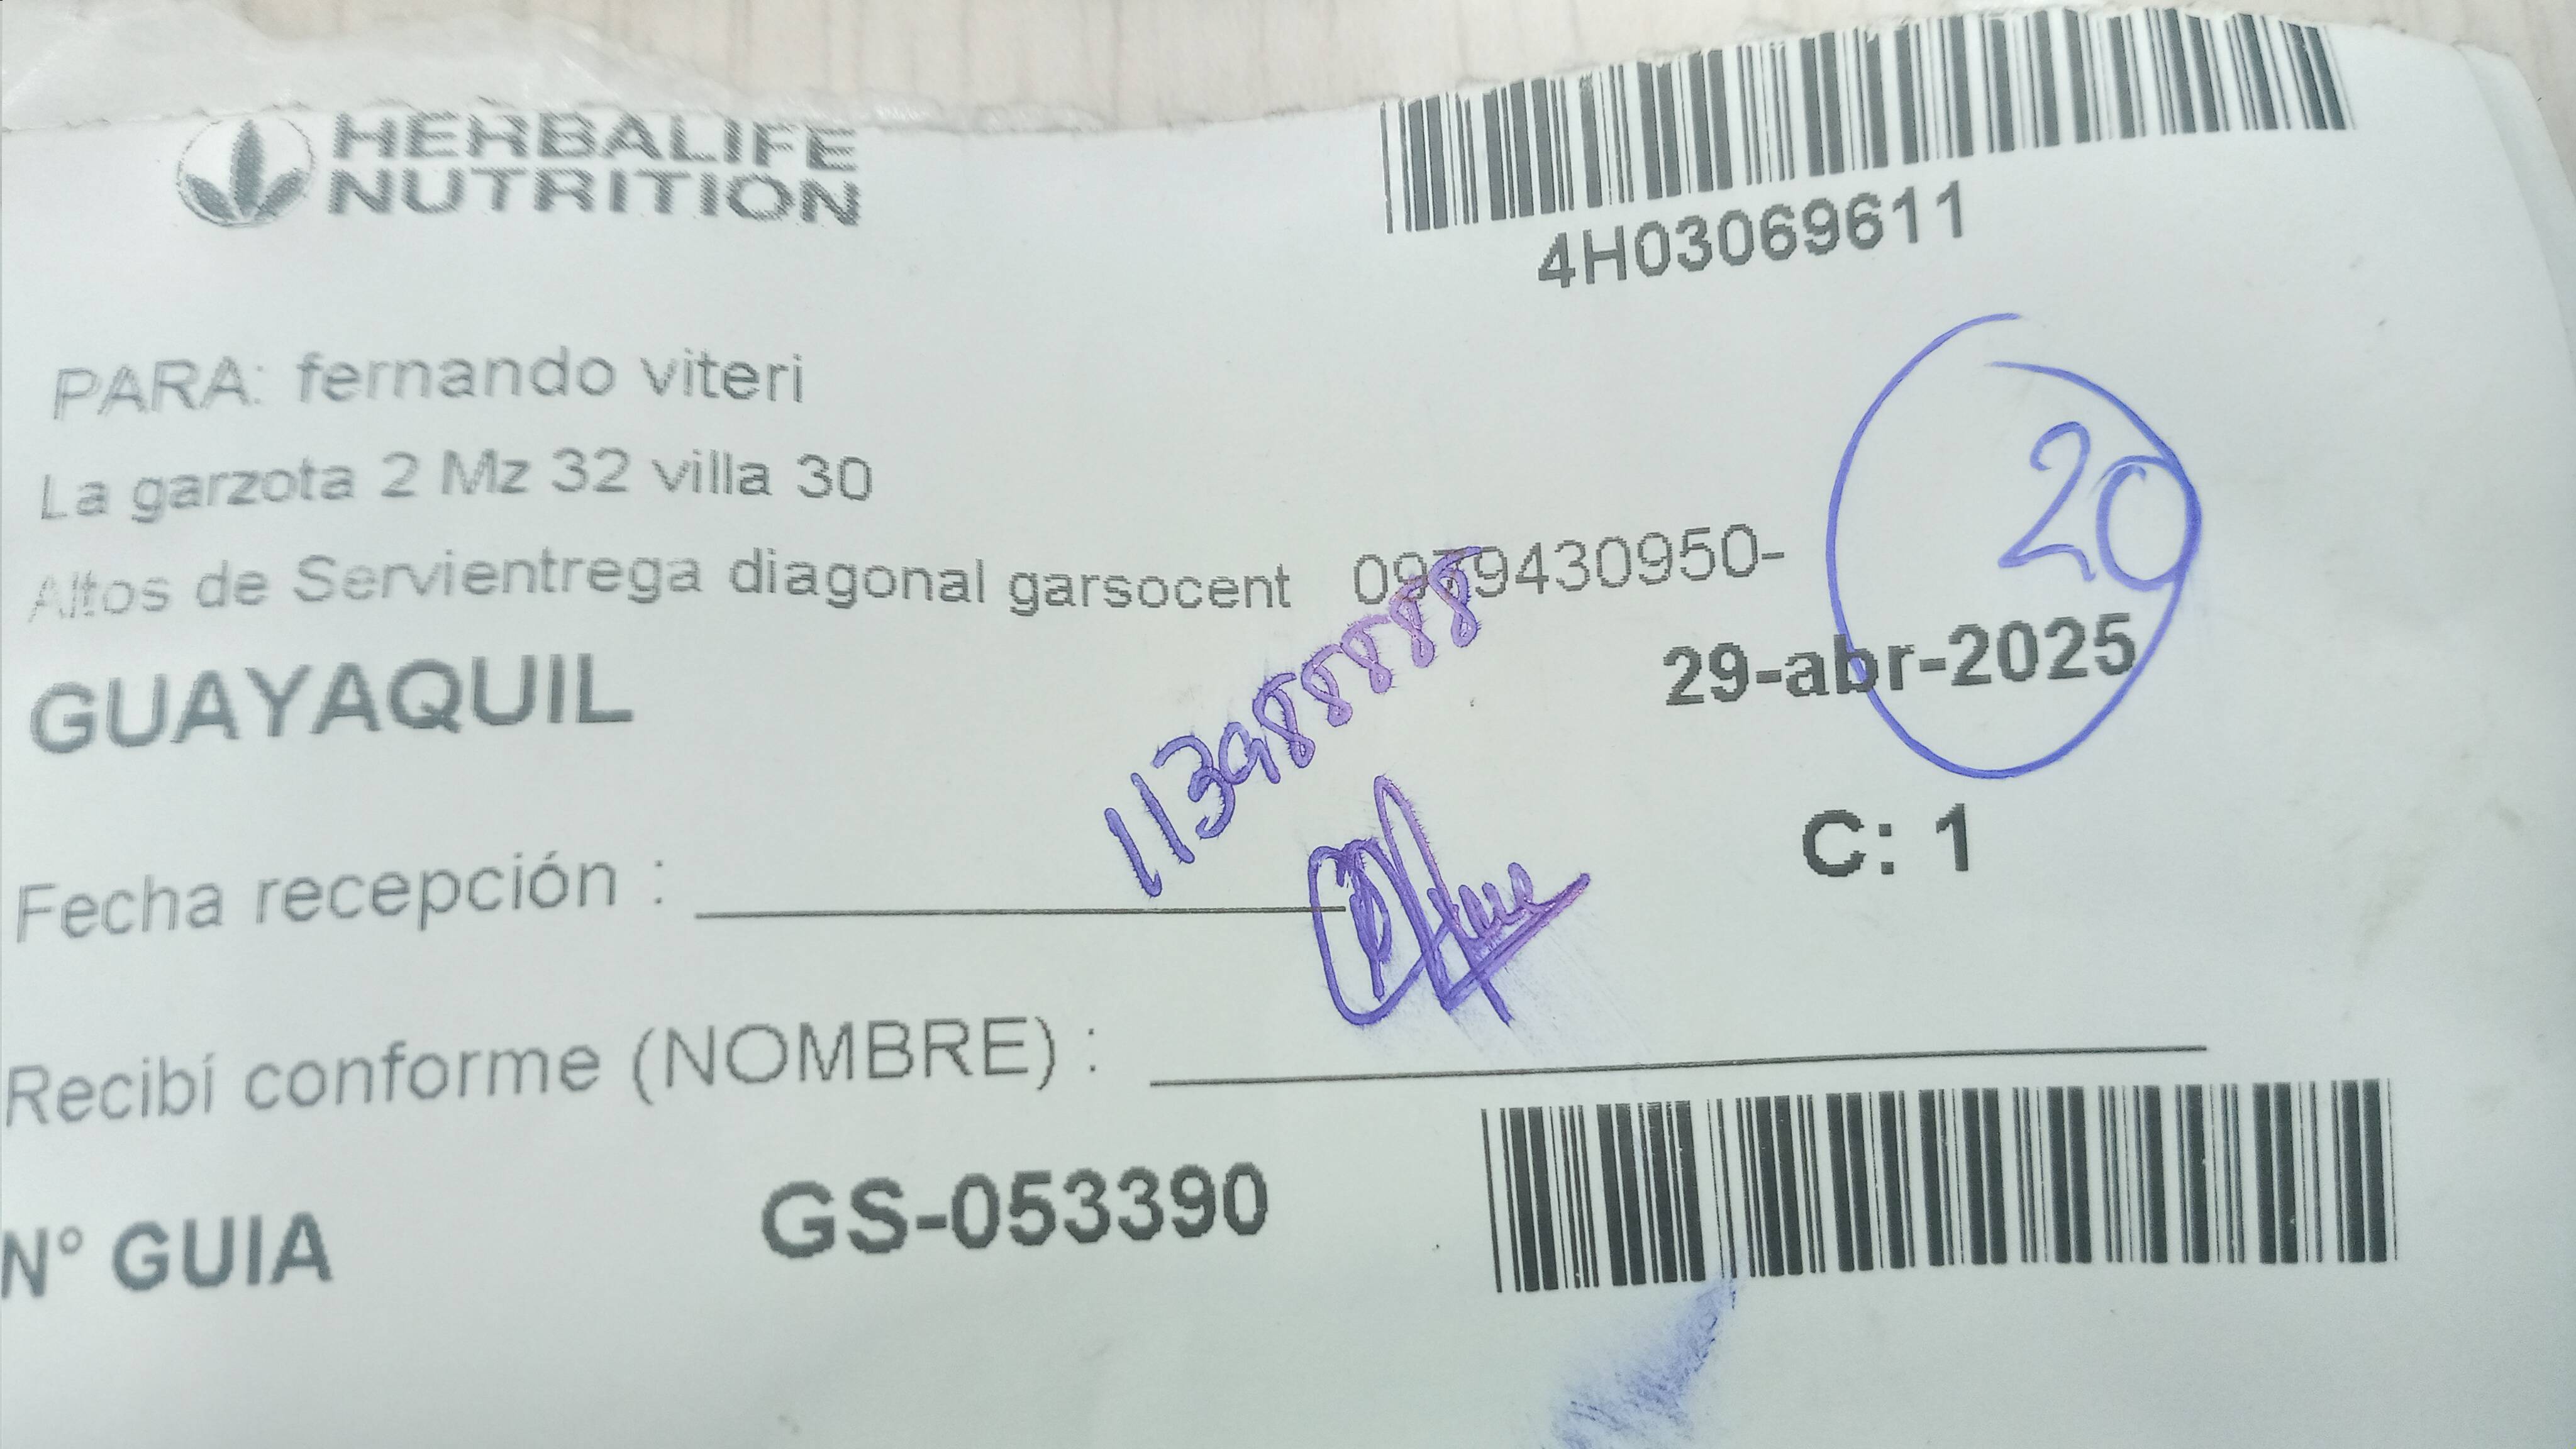 HERBALIFE
NUTRITION
4H03069611
PARA: fernando viteri
La garzota 2 Mz 32 villa 30
Altos de Servientrega diagonal garsocent 0979430950-
20
GUAYAQUIL
29-abr-2025
C: 1
Fecha recepción :
Recibí conforme (NOMBRE) :
N° GUIA GS-053390